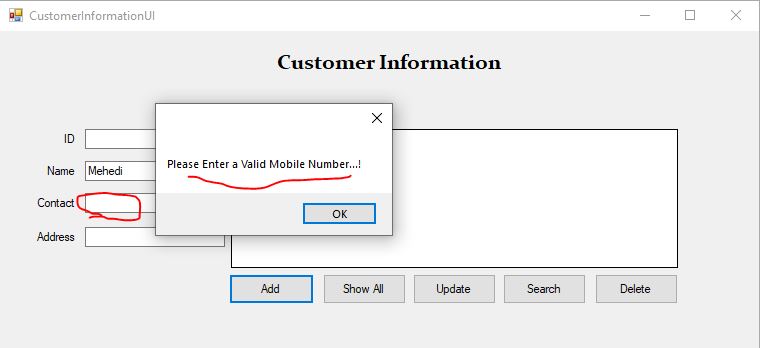 CustomerInformationUI
Customer Information
ID
Please Enter a Valid Mobile Number...!
Name Mehedi
Contact
OK
Address
Add Show All Update Search Delete